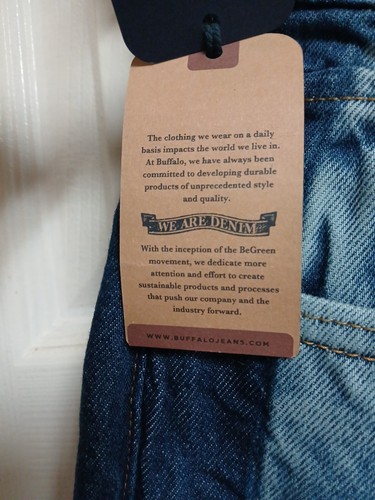 The clothing we wear on a daily
basis impacts the world we live in.
At Buffalo, we have always been
committed to developing durable
products of unprecedented style
and quality.
WE ARE DENIM
With the inception of the BeGreen
movement, we dedicate more
attention and effort to create
sustainable products and processes
that push our company and the
industry forward.
WWW.BUFFALOJEANS.COM